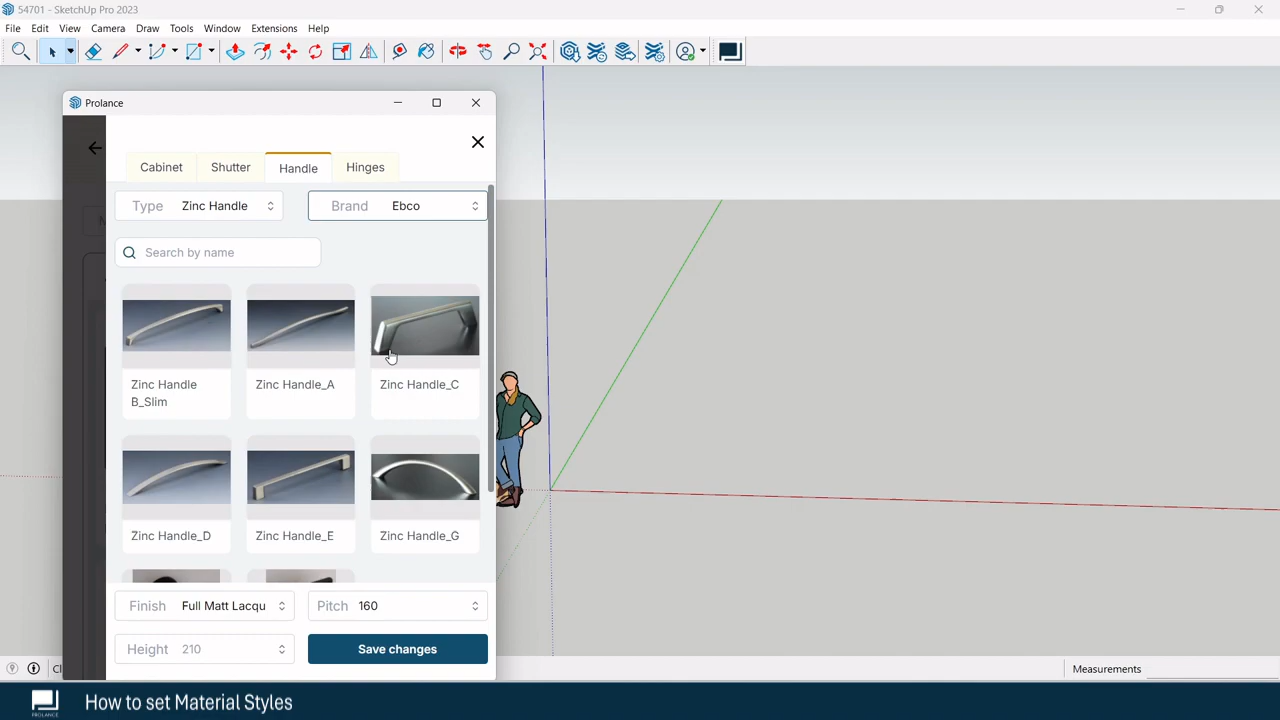 54701 - SketchUp Pro 2023
File Edit View Camera Draw Tools Window Extensions Help
Prolance
Cabinet Shutter Handle Hinges
Type Zinc Handle Brand Ebco
Search by name
Zinc Handle B_Slim
Zinc Handle_A
Zinc Handle_C
Zinc Handle_D
Zinc Handle_E
Zinc Handle_G
Finish Full Matt Lacqu Pitch 160
Height 210 Save changes
Measurements
PROLANCE
How to set Material Styles